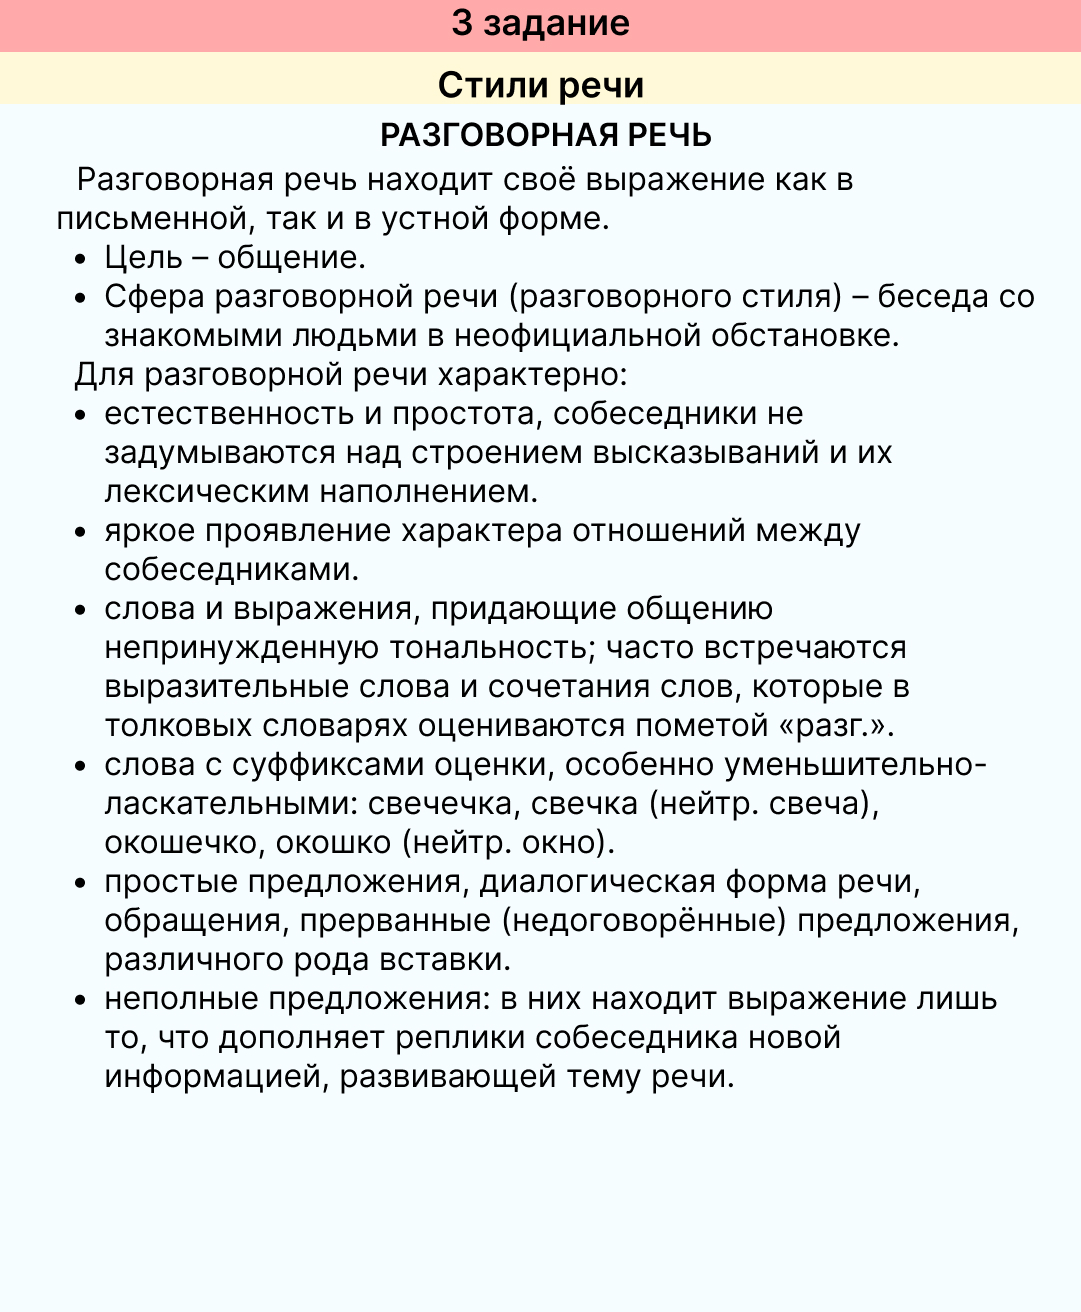 3 задание
Стили речи
РАЗГОВОРНАЯ РЕЧЬ
Разговорная речь находит своё выражение как в
письменной, так и в устной форме.
• Цель – общение.
• Сфера разговорной речи (разговорного стиля) – беседа со
знакомыми людьми в неофициальной обстановке.
Для разговорной речи характерно:
• естественность и простота, собеседники не
задумываются над строением высказываний и их
лексическим наполнением.
• яркое проявление характера отношений между
собеседниками.
• слова и выражения, придающие общению
непринужденную тональность; часто встречаются
выразительные слова и сочетания слов, которые в
толковых словарях оцениваются пометой «разг.».
• слова с суффиксами оценки, особенно уменьшительно-
ласкательными: свечечка, свечка (нейтр. свеча),
окошечко, окошко (нейтр. окно).
• простые предложения, диалогическая форма речи,
обращения, прерванные (недоговорённые) предложения,
различного рода вставки.
• неполные предложения: в них находит выражение лишь
то, что дополняет реплики собеседника новой
информацией, развивающей тему речи.